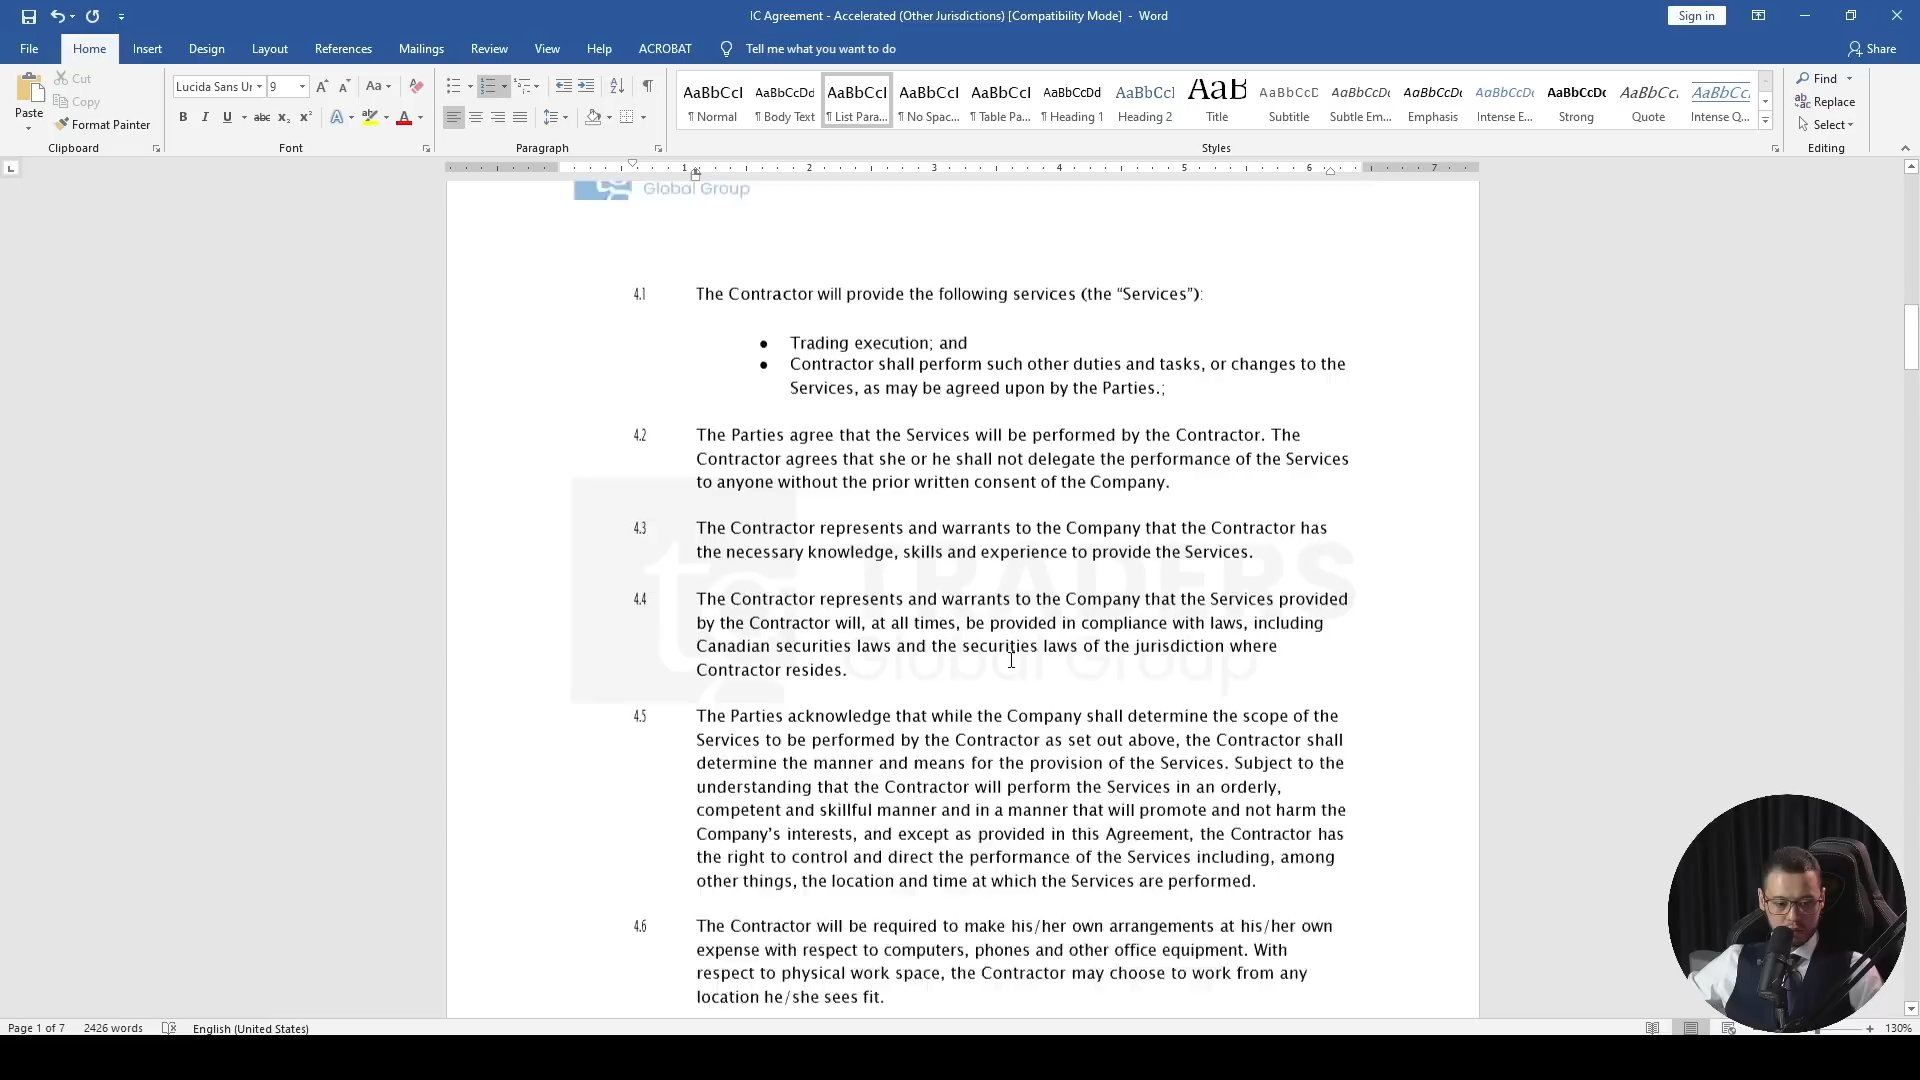 IC Agreement - Accelerated (Other Jurisdictions) [Compatibility Mode] - Word
Sign in
File Home Insert Design Layout References Mailings Review View Help ACROBAT Tell me what you want to do
Share
Paste
Cut
Copy
Format Painter
Lucida Sans Ur 9
AaBbCcI AaBbCcDd AaBbCcI AaBbCcI AaBbCcI AaBbCcDd AaBbCcI AaB AaBbCcD AaBbCcDc AaBbCcDc AaBbCcDc AaBbCcDc AaBbCcI AaBbCcI
¶ Normal ¶ Body Text ¶ List Para... ¶ No Spac... ¶ Table Pa... ¶ Heading 1 Heading 2 Title Subtitle Subtle Em... Emphasis Intense E... Strong Quote Intense Q...
Find
Replace
Select
Clipboard Font Paragraph Styles Editing
1 2 3 4 5 6 7
Global Group
4.1 The Contractor will provide the following services (the “Services”):
● Trading execution; and
● Contractor shall perform such other duties and tasks, or changes to the
Services, as may be agreed upon by the Parties.;
4.2 The Parties agree that the Services will be performed by the Contractor. The
Contractor agrees that she or he shall not delegate the performance of the Services
to anyone without the prior written consent of the Company.
4.3 The Contractor represents and warrants to the Company that the Contractor has
the necessary knowledge, skills and experience to provide the Services.
4.4 The Contractor represents and warrants to the Company that the Services provided
by the Contractor will, at all times, be provided in compliance with laws, including
Canadian securities laws and the securities laws of the jurisdiction where
Contractor resides.
4.5 The Parties acknowledge that while the Company shall determine the scope of the
Services to be performed by the Contractor as set out above, the Contractor shall
determine the manner and means for the provision of the Services. Subject to the
understanding that the Contractor will perform the Services in an orderly,
competent and skillful manner and in a manner that will promote and not harm the
Company’s interests, and except as provided in this Agreement, the Contractor has
the right to control and direct the performance of the Services including, among
other things, the location and time at which the Services are performed.
4.6 The Contractor will be required to make his/her own arrangements at his/her own
expense with respect to computers, phones and other office equipment. With
respect to physical work space, the Contractor may choose to work from any
location he/she sees fit.
tg TRADERS
Global Group
Page 1 of 7 2426 words English (United States)
130%